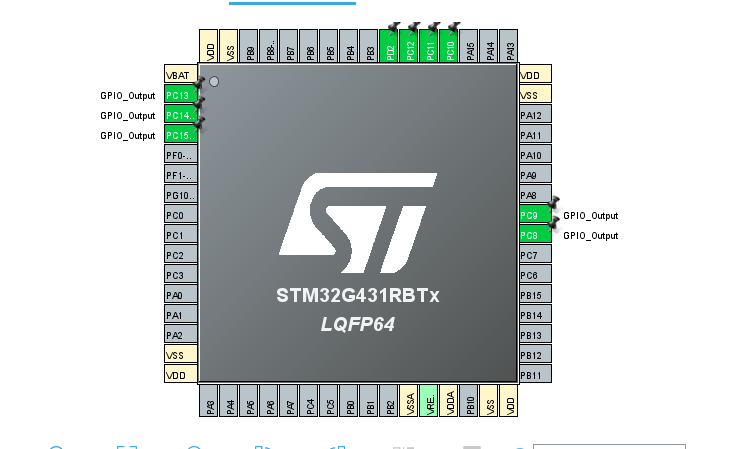 VDD VSS PB9 PB8-.. PB7 PB6 PB5 PB4 PB3 PD2 PC12 PC11 PC10 PA15 PA14 PA13
VBAT VDD
GPIO_Output PC13 VSS
GPIO_Output PC14.. PA12
GPIO_Output PC15.. PA11
PF0-.. PA10
PF1-.. PA9
PG10.. PA8
PC0 PC9 GPIO_Output
PC1 PC8 GPIO_Output
PC2 PC7
PC3 PC6
PA0 STM32G431RBTx PB15
PA1 LQFP64 PB14
PA2 PB13
VSS PB12
VDD PB11
PA3 PA4 PA5 PA6 PA7 PC4 PC5 PB0 PB1 PB2 VSSA VRE.. VDDA PB10 VSS VDD